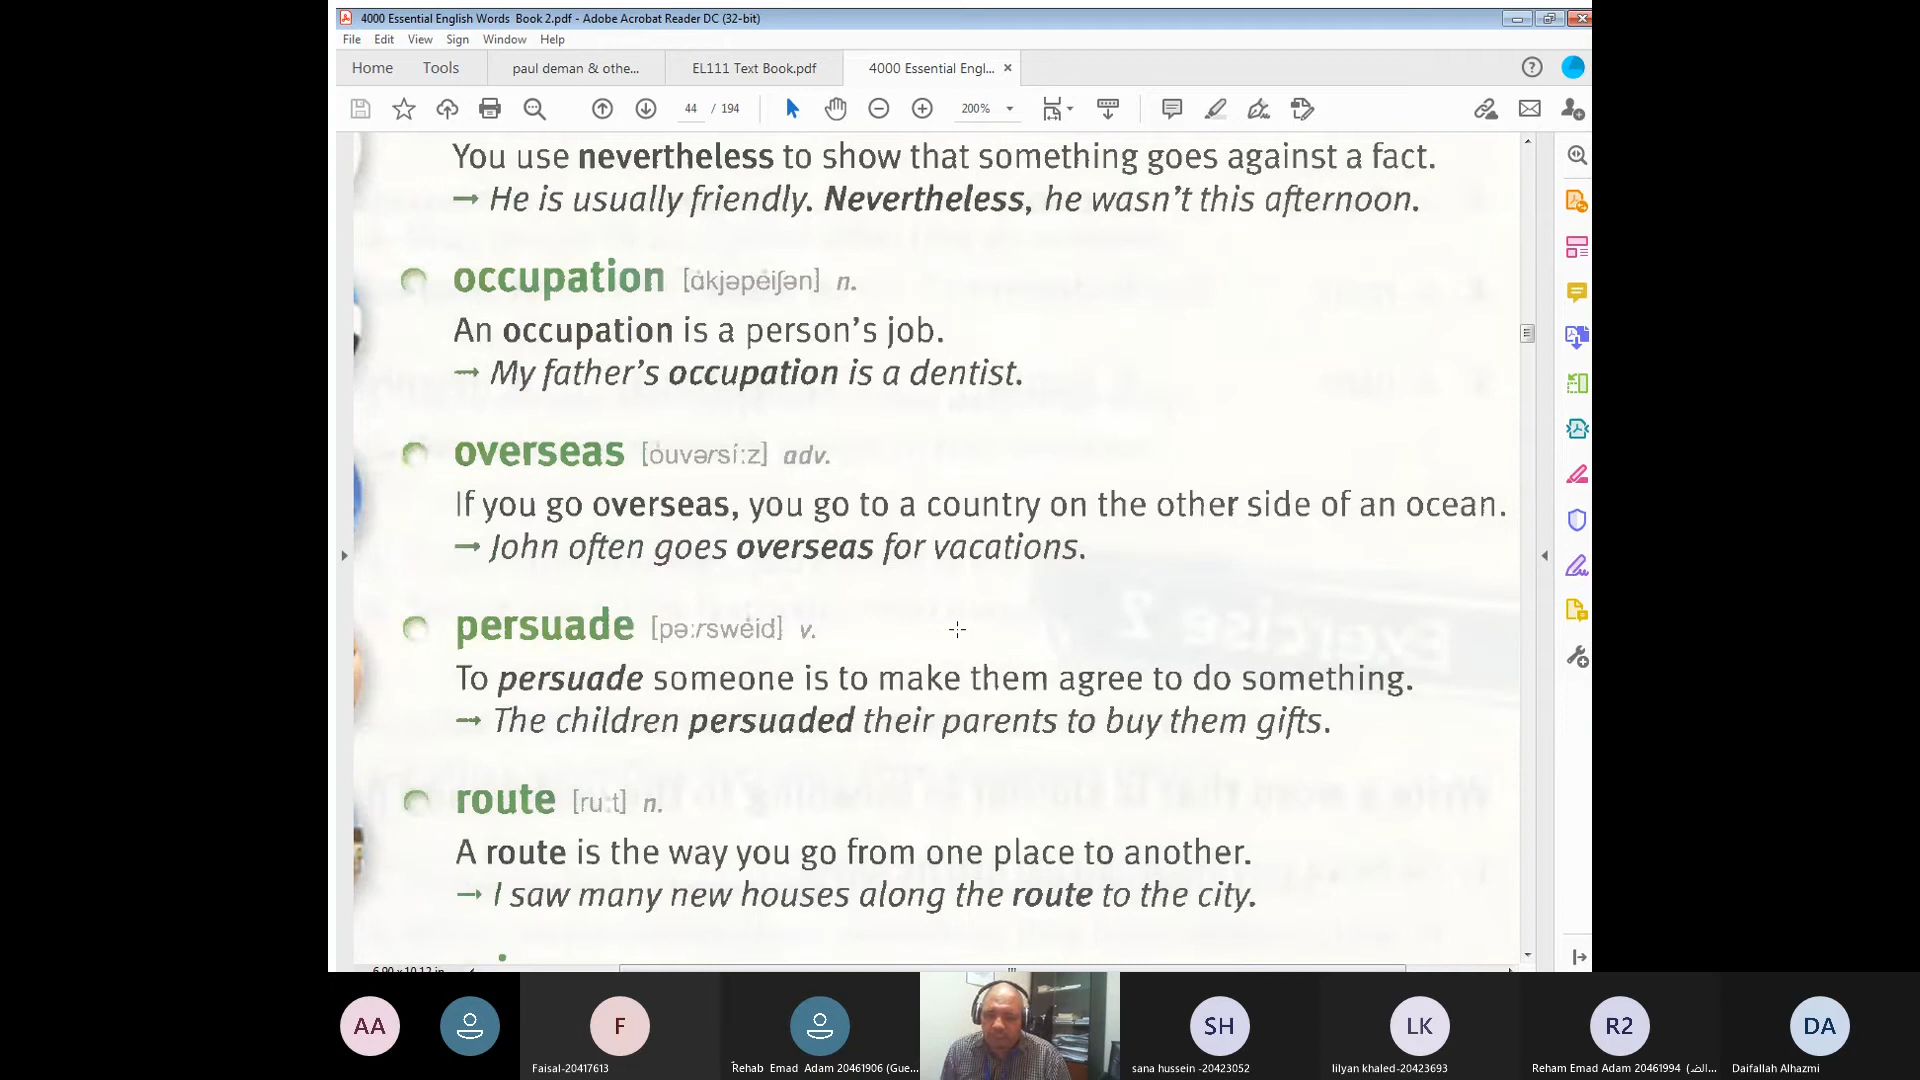 4000 Essential English Words Book 2.pdf - Adobe Acrobat Reader DC (32-bit)
File Edit View Sign Window Help
Home Tools paul deman & othe... EL111 Text Book.pdf 4000 Essential Engl... ×
44 / 194 200%
You use nevertheless to show that something goes against a fact.
→ He is usually friendly. Nevertheless, he wasn't this afternoon.
occupation [ὰkjəpéiʃən] n.
An occupation is a person's job.
→ My father's occupation is a dentist.
overseas [òuvərsí:z] adv.
If you go overseas, you go to a country on the other side of an ocean.
→ John often goes overseas for vacations.
persuade [pə:rswéid] v.
To persuade someone is to make them agree to do something.
→ The children persuaded their parents to buy them gifts.
route [ru:t] n.
A route is the way you go from one place to another.
→ I saw many new houses along the route to the city.
6.90 x 10.12 in
AA F SH LK R2 DA
Faisal-20417613 Rehab Emad Adam 20461906 (Gue... sana hussein -20423052 lilyan khaled-20423693 Reham Emad Adam 20461994 Daifallah Alhazmi